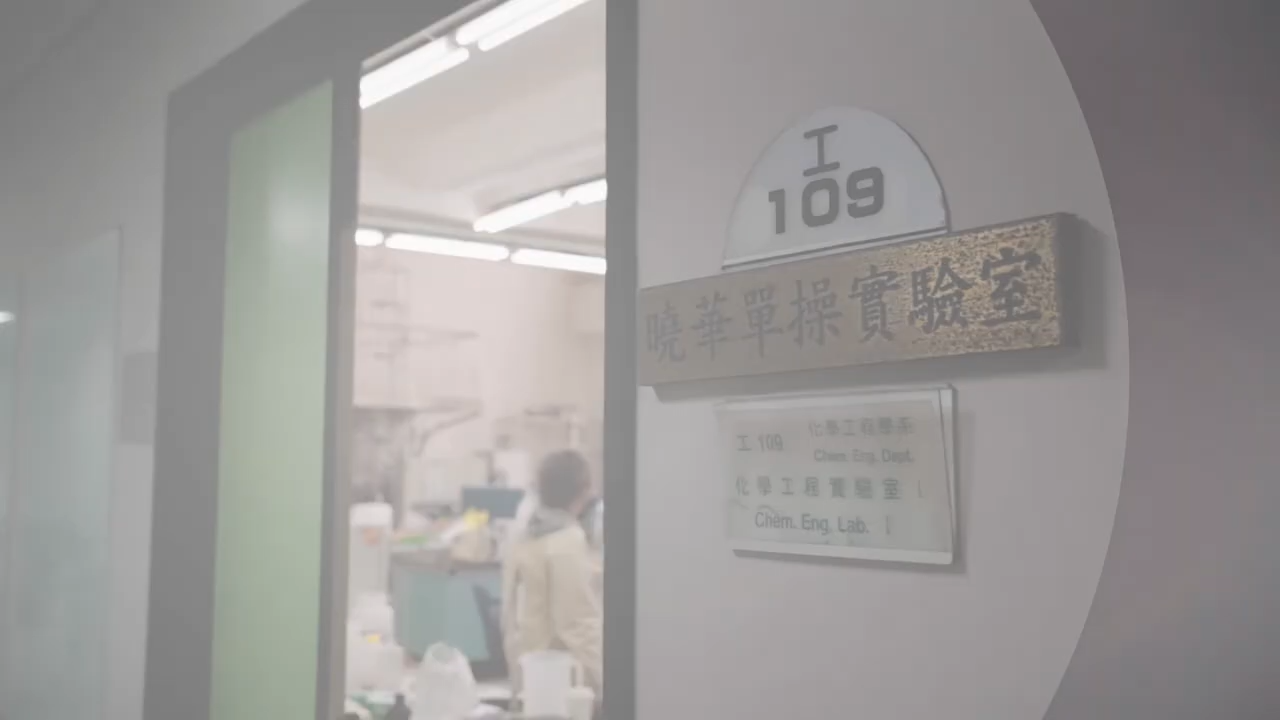 工
109
曉華單操實驗室
工 109 化學工程學系
Chem. Eng. Dept.
化學工程實驗室 I
Chem. Eng. Lab. I